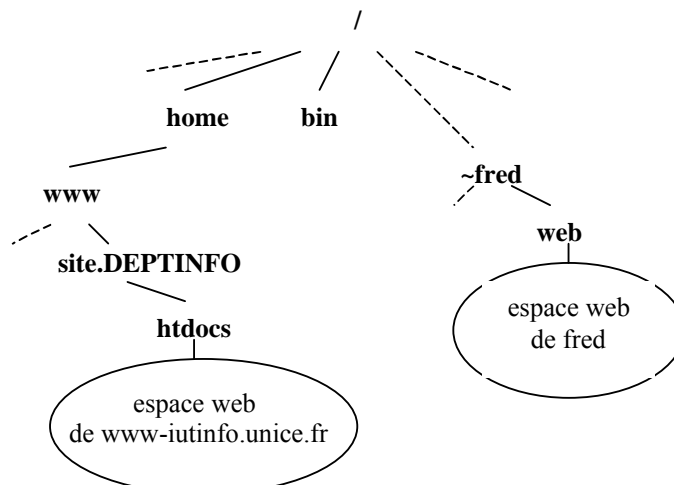 /
home bin
~fred
www
web
site.DEPTINFO
htdocs
espace web
de fred
espace web
de www-iutinfo.unice.fr